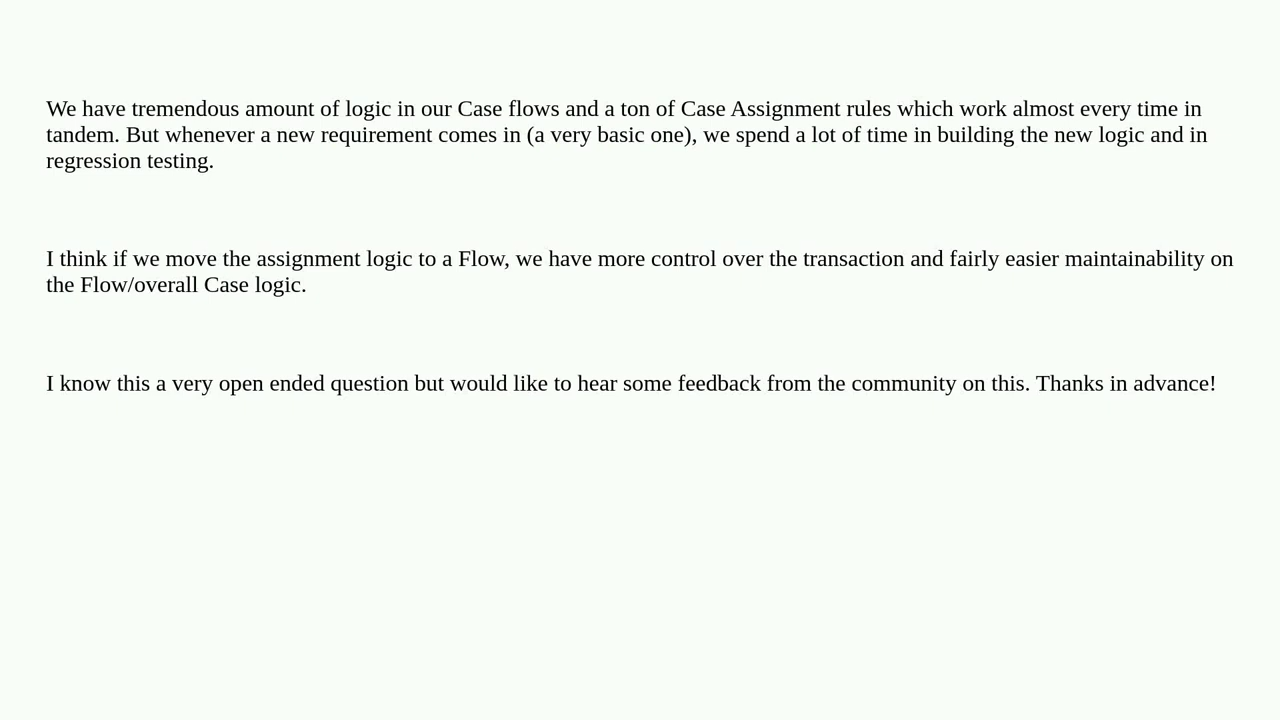 We have tremendous amount of logic in our Case flows and a ton of Case Assignment rules which work almost every time in
tandem. But whenever a new requirement comes in (a very basic one), we spend a lot of time in building the new logic and in
regression testing.
I think if we move the assignment logic to a Flow, we have more control over the transaction and fairly easier maintainability on
the Flow/overall Case logic.
I know this a very open ended question but would like to hear some feedback from the community on this. Thanks in advance!